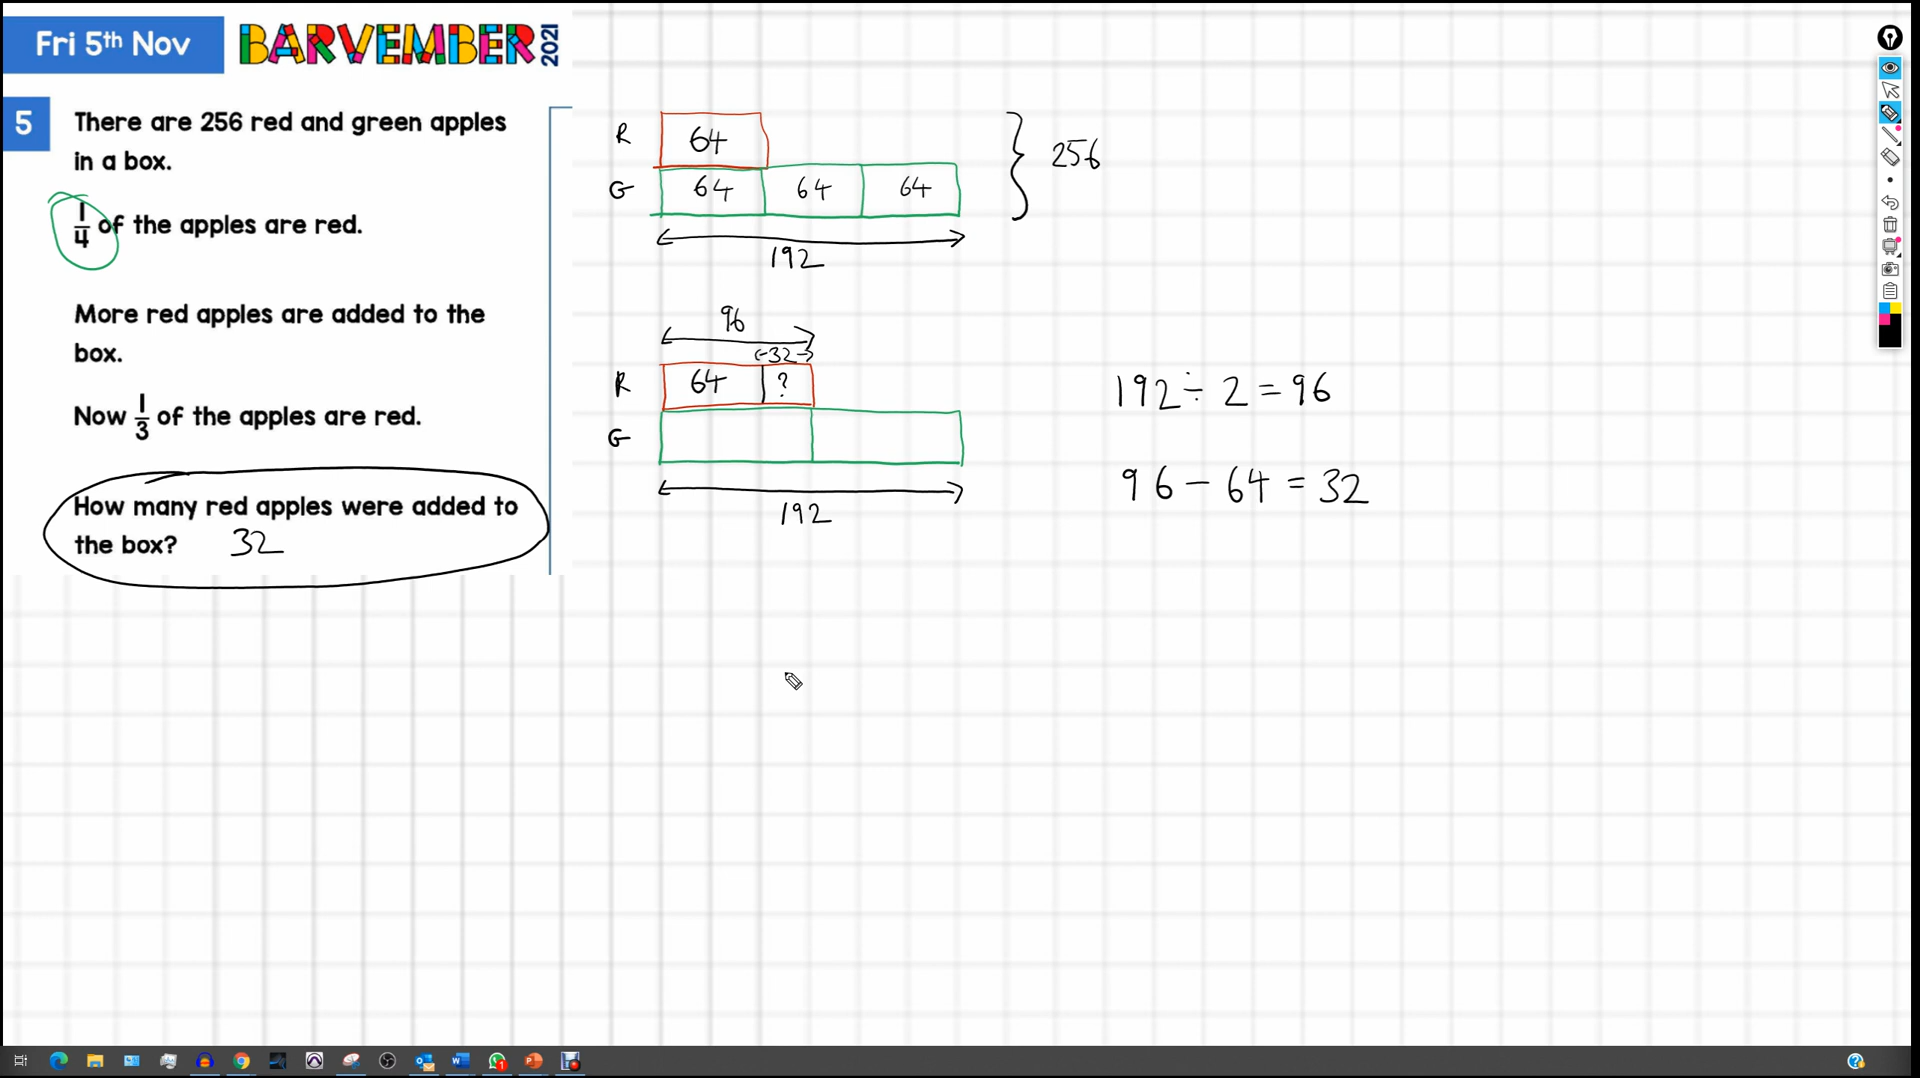 Fri 5th Nov
BARVEMBER 2021
5
There are 256 red and green apples
in a box.
1/4 of the apples are red.
More red apples are added to the
box.
Now 1/3 of the apples are red.
How many red apples were added to
the box? 32
R 64
G 64 64 64
256
192
96
32
R 64 ?
G
192
192 ÷ 2 = 96
96 - 64 = 32